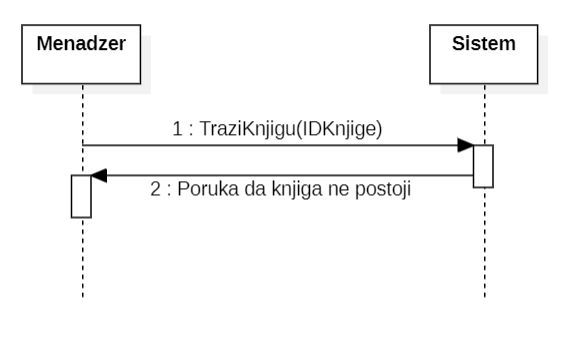 Menadzer
Sistem
1 : TraziKnjigu(IDKnjige)
2 : Poruka da knjiga ne postoji